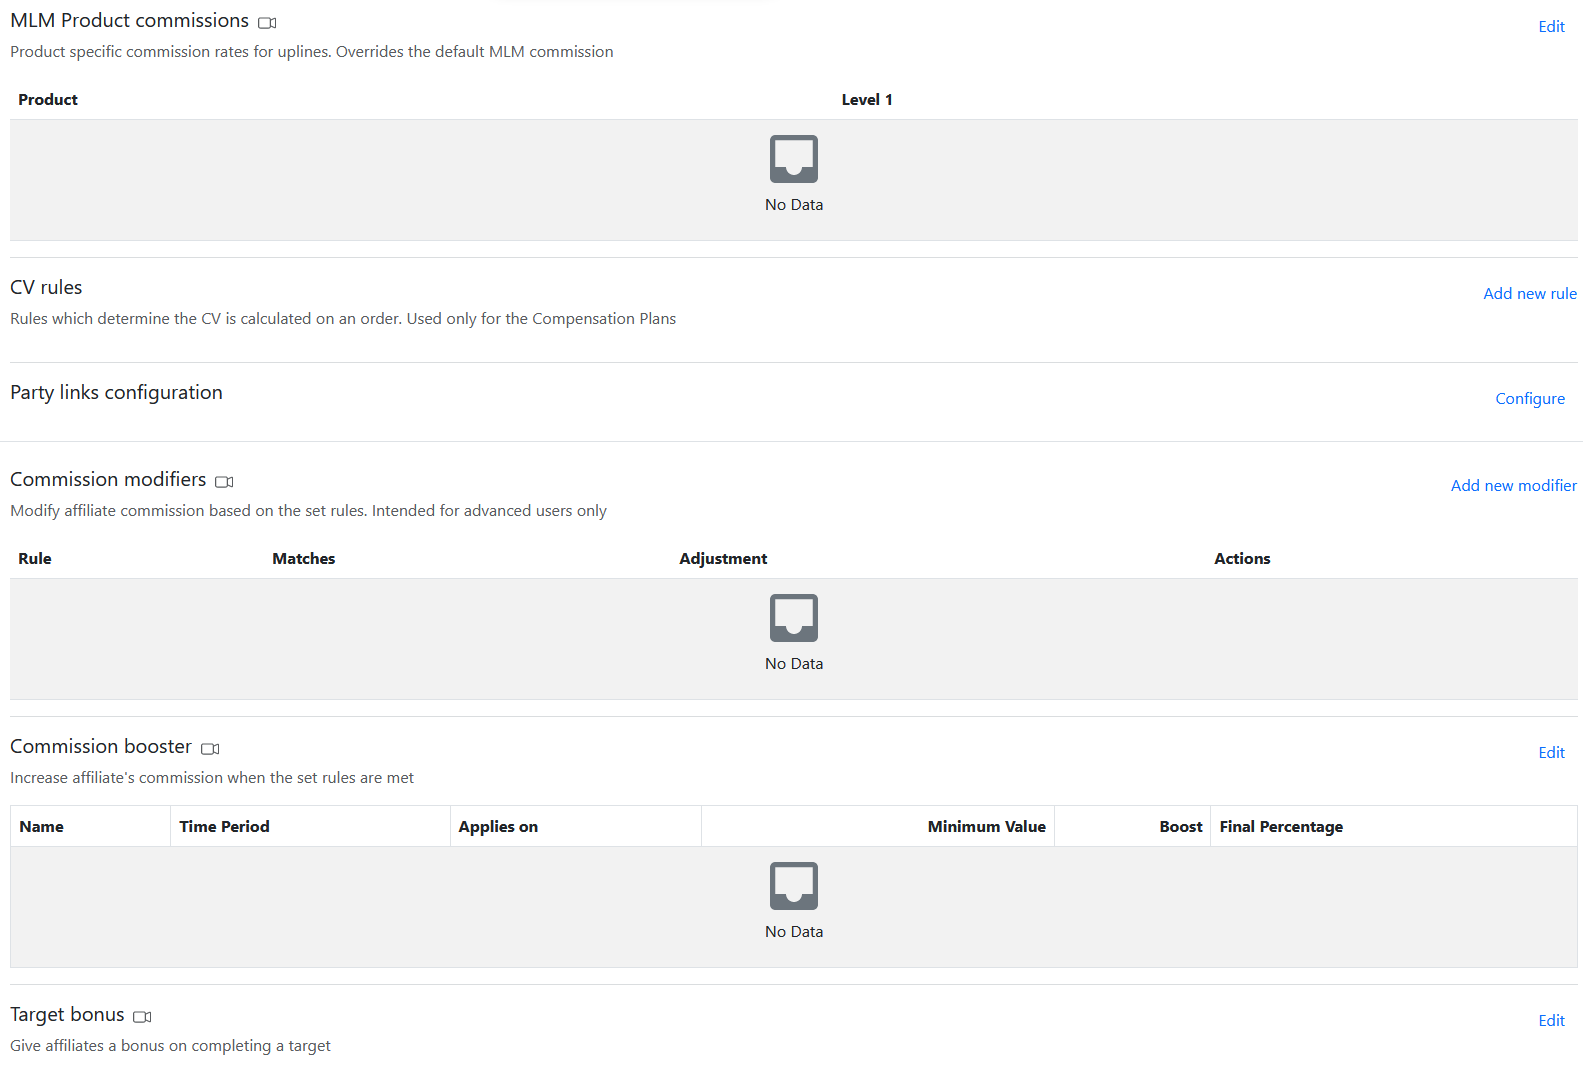 MLM Product commissions
Edit
Product specific commission rates for uplines. Overrides the default MLM commission
Product Level 1
No Data
CV rules
Add new rule
Rules which determine the CV is calculated on an order. Used only for the Compensation Plans
Party links configuration
Configure
Commission modifiers
Add new modifier
Modify affiliate commission based on the set rules. Intended for advanced users only
Rule Matches Adjustment Actions
No Data
Commission booster
Edit
Increase affiliate's commission when the set rules are met
Name Time Period Applies on Minimum Value Boost Final Percentage
No Data
Target bonus
Edit
Give affiliates a bonus on completing a target